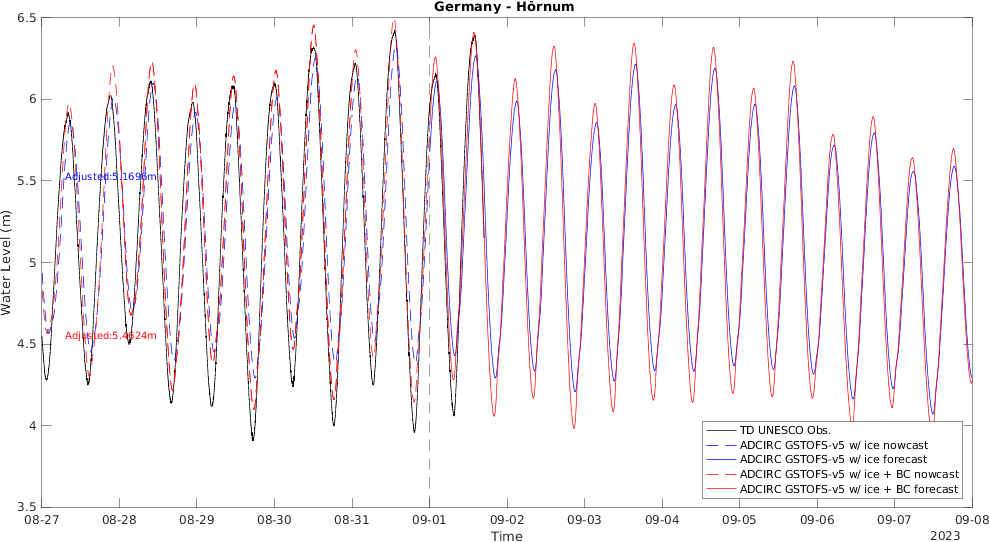 Germany - Hörnum
Water Level (m)
6.5
6
5.5
5
4.5
4
3.5
Adjusted:5.1696m
Adjusted:5.4624m
TD UNESCO Obs.
ADCIRC GSTOFS-v5 w/ ice nowcast
ADCIRC GSTOFS-v5 w/ ice forecast
ADCIRC GSTOFS-v5 w/ ice + BC nowcast
ADCIRC GSTOFS-v5 w/ ice + BC forecast
08-27 08-28 08-29 08-30 08-31 09-01 09-02 09-03 09-04 09-05 09-06 09-07 09-08
Time
2023